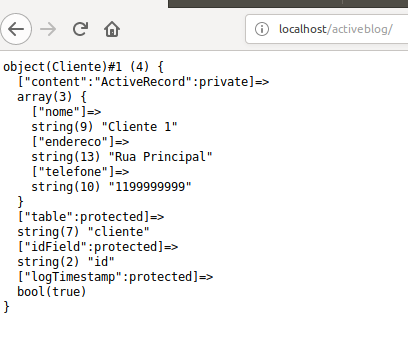 localhost/activeblog/
object(Cliente)#1 (4) {
  ["content":"ActiveRecord":private]=>
  array(3) {
    ["nome"]=>
    string(9) "Cliente 1"
    ["endereco"]=>
    string(13) "Rua Principal"
    ["telefone"]=>
    string(10) "1199999999"
  }
  ["table":protected]=>
  string(7) "cliente"
  ["idField":protected]=>
  string(2) "id"
  ["logTimestamp":protected]=>
  bool(true)
}